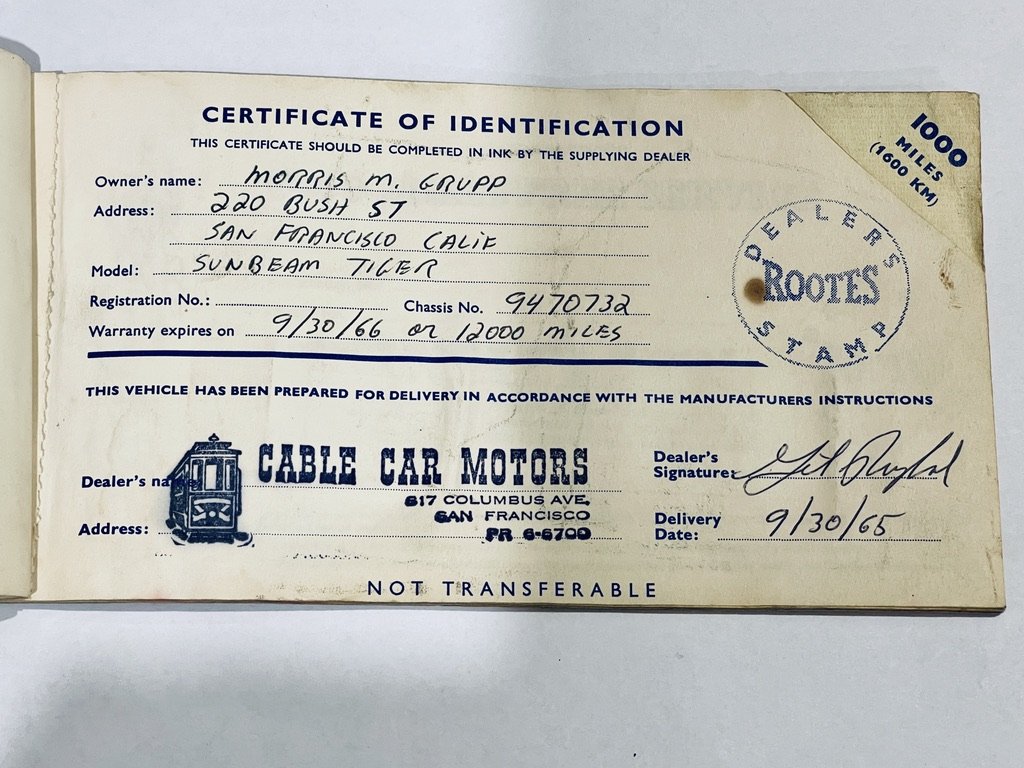 CERTIFICATE OF IDENTIFICATION
THIS CERTIFICATE SHOULD BE COMPLETED IN INK BY THE SUPPLYING DEALER
1000
MILES
(1600 KM)
Owner's name: MORRIS M. GRUPP
Address: 220 BUSH ST
SAN FRANCISCO CALIF
Model: SUNBEAM TIGER
Registration No.: Chassis No. 9470732
Warranty expires on 9/30/66 or 12000 MILES
DEALERS
ROOTES
STAMP
THIS VEHICLE HAS BEEN PREPARED FOR DELIVERY IN ACCORDANCE WITH THE MANUFACTURERS INSTRUCTIONS
Dealer's name: CABLE CAR MOTORS
617 COLUMBUS AVE,
Address: SAN FRANCISCO
PR 6-6700
Dealer's
Signature:
Delivery
Date: 9/30/65
NOT TRANSFERABLE